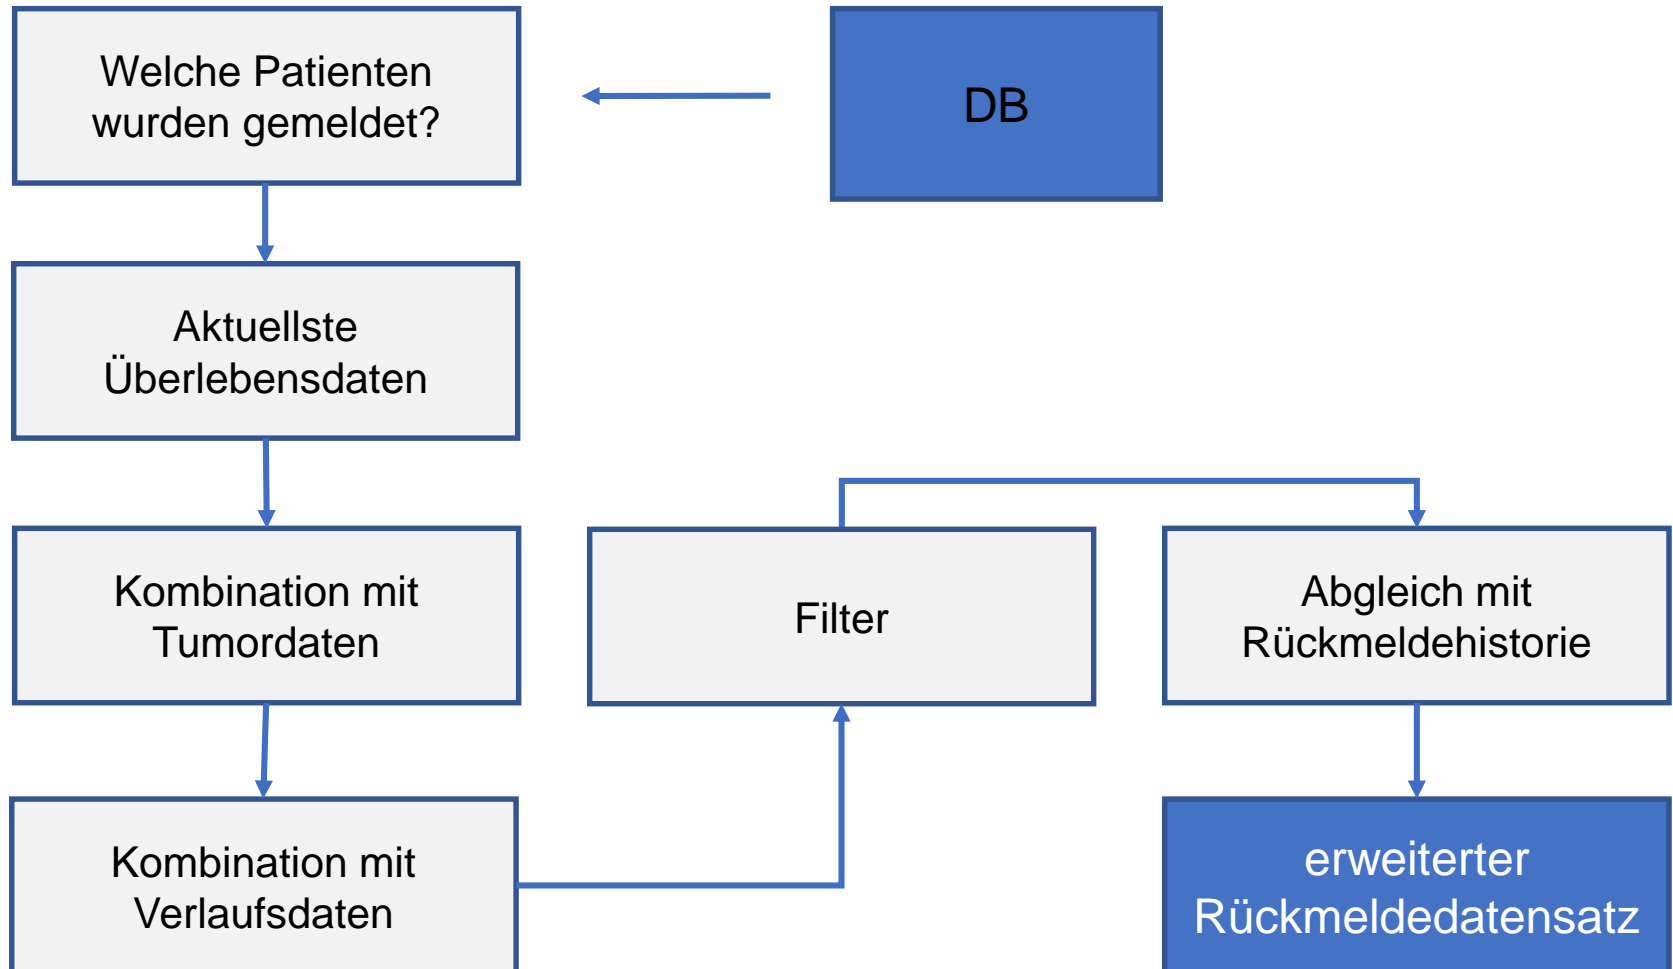 Welche Patienten
wurden gemeldet?
DB
Aktuellste
Überlebensdaten
Kombination mit
Tumordaten
Kombination mit
Verlaufsdaten
Filter
Abgleich mit
Rückmeldehistorie
erweiterter
Rückmeldedatensatz